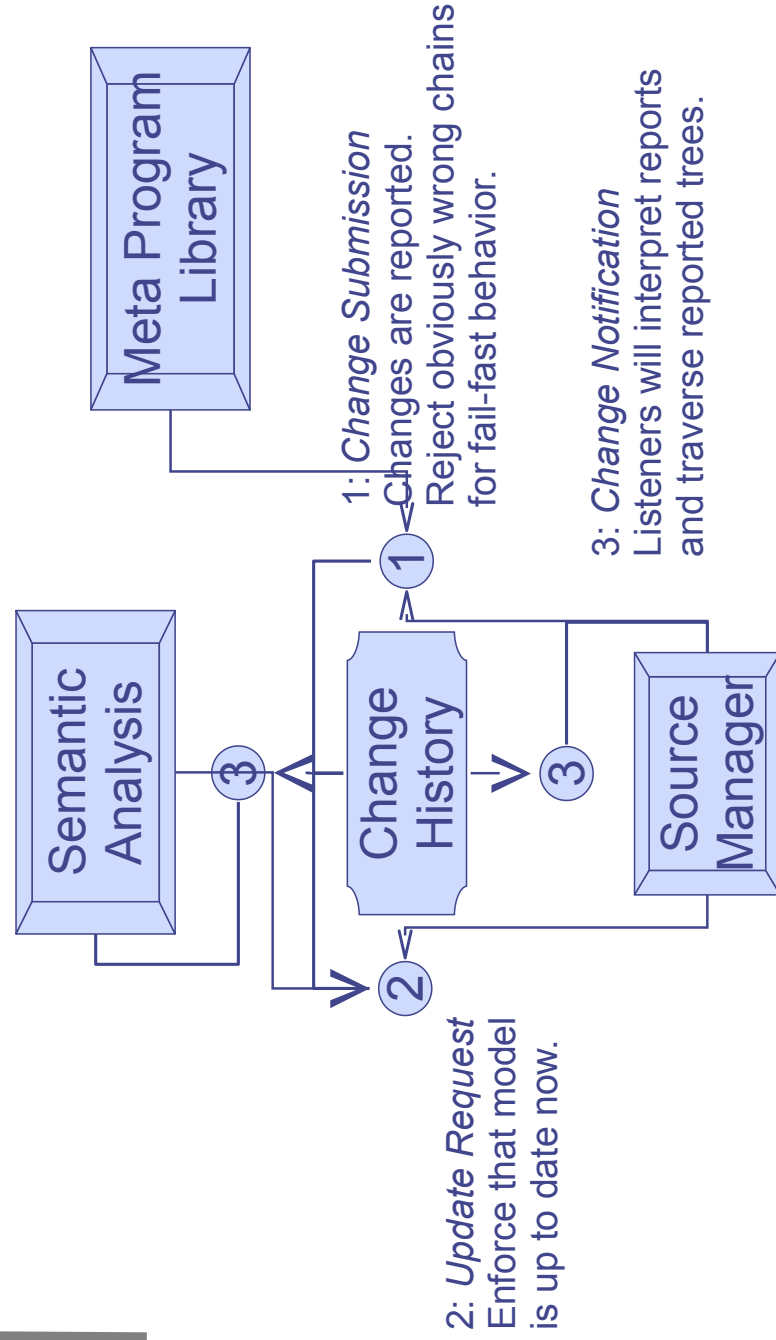 Semantic
Analysis
Meta Program
Library
3
2
Change
History
1
1: Change Submission
Changes are reported.
Reject obviously wrong chains
for fail-fast behavior.
2: Update Request
Enforce that model
is up to date now.
3
Source
Manager
3: Change Notification
Listeners will interpret reports
and traverse reported trees.